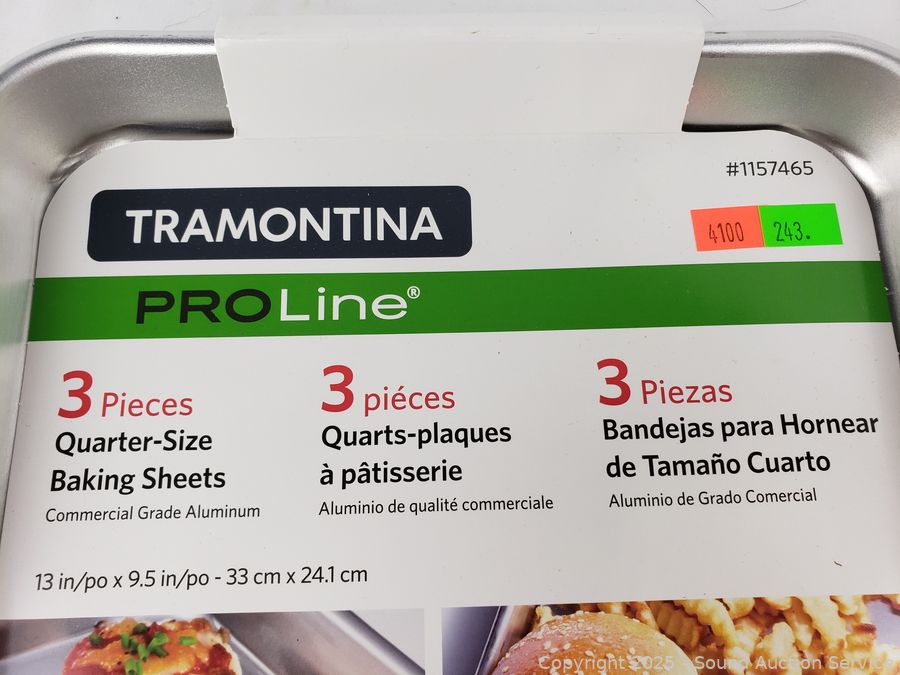 #1157465
TRAMONTINA
4100 243.
PROLine®
3 Pieces
Quarter-Size
Baking Sheets
Commercial Grade Aluminum
3 piéces
Quarts-plaques
à pâtisserie
Aluminio de qualité commerciale
3 Piezas
Bandejas para Hornear
de Tamaño Cuarto
Aluminio de Grado Comercial
13 in/po x 9.5 in/po - 33 cm x 24.1 cm
Copyright 2025 - Sound Auction Service